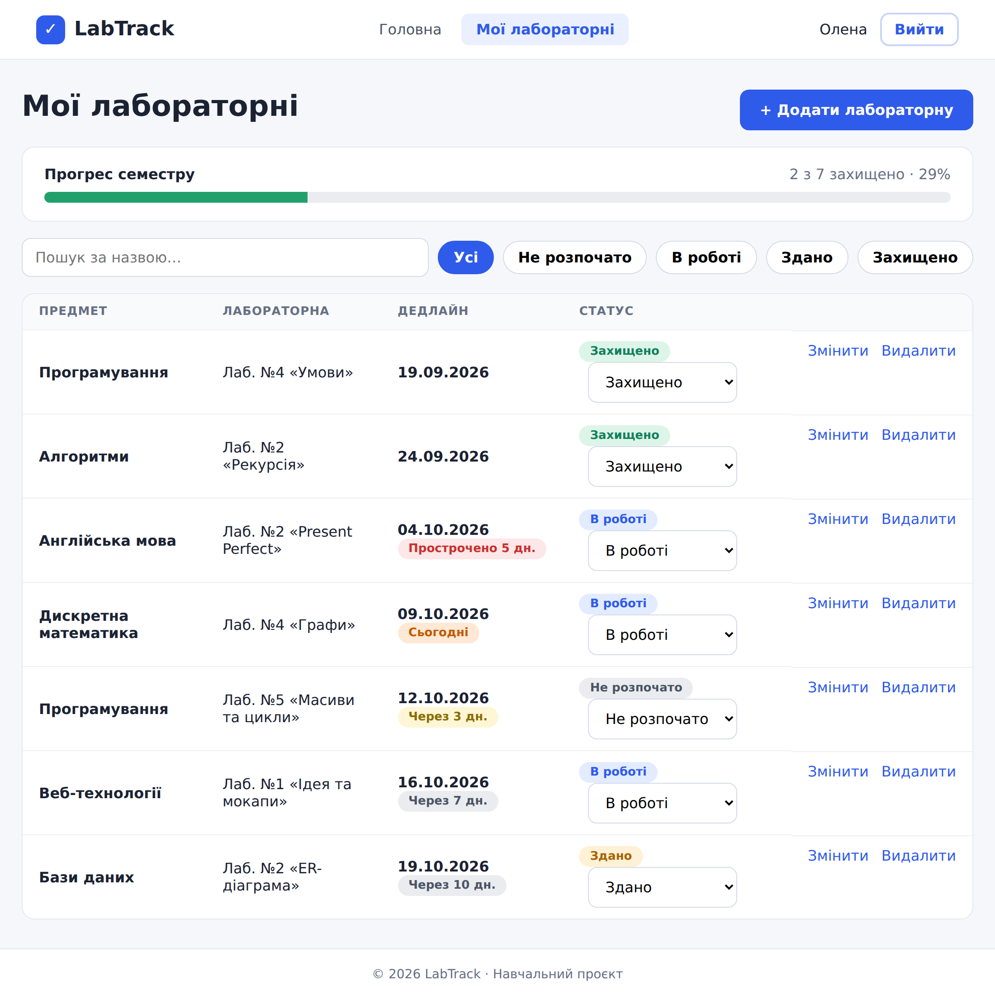 ✓ LabTrack Головна Мої лабораторні Олена Вийти
Мої лабораторні + Додати лабораторну
Прогрес семестру 2 з 7 захищено · 29%
Пошук за назвою... Усі Не розпочато В роботі Здано Захищено
ПРЕДМЕТ ЛАБОРАТОРНА ДЕДЛАЙН СТАТУС
Програмування Лаб. №4 «Умови» 19.09.2026 Захищено Змінити Видалити
Захищено
Алгоритми Лаб. №2 24.09.2026 Захищено Змінити Видалити
«Рекурсія» Захищено
Англійська мова Лаб. №2 «Present 04.10.2026 В роботі Змінити Видалити
Perfect» Прострочено 5 дн. В роботі
Дискретна Лаб. №4 «Графи» 09.10.2026 В роботі Змінити Видалити
математика Сьогодні В роботі
Програмування Лаб. №5 «Масиви 12.10.2026 Не розпочато Змінити Видалити
та цикли» Через 3 дн. Не розпочато
Веб-технології Лаб. №1 «Ідея та 16.10.2026 В роботі Змінити Видалити
мокапи» Через 7 дн. В роботі
Бази даних Лаб. №2 «ER- 19.10.2026 Здано Змінити Видалити
діаграма» Через 10 дн. Здано
© 2026 LabTrack · Навчальний проєкт